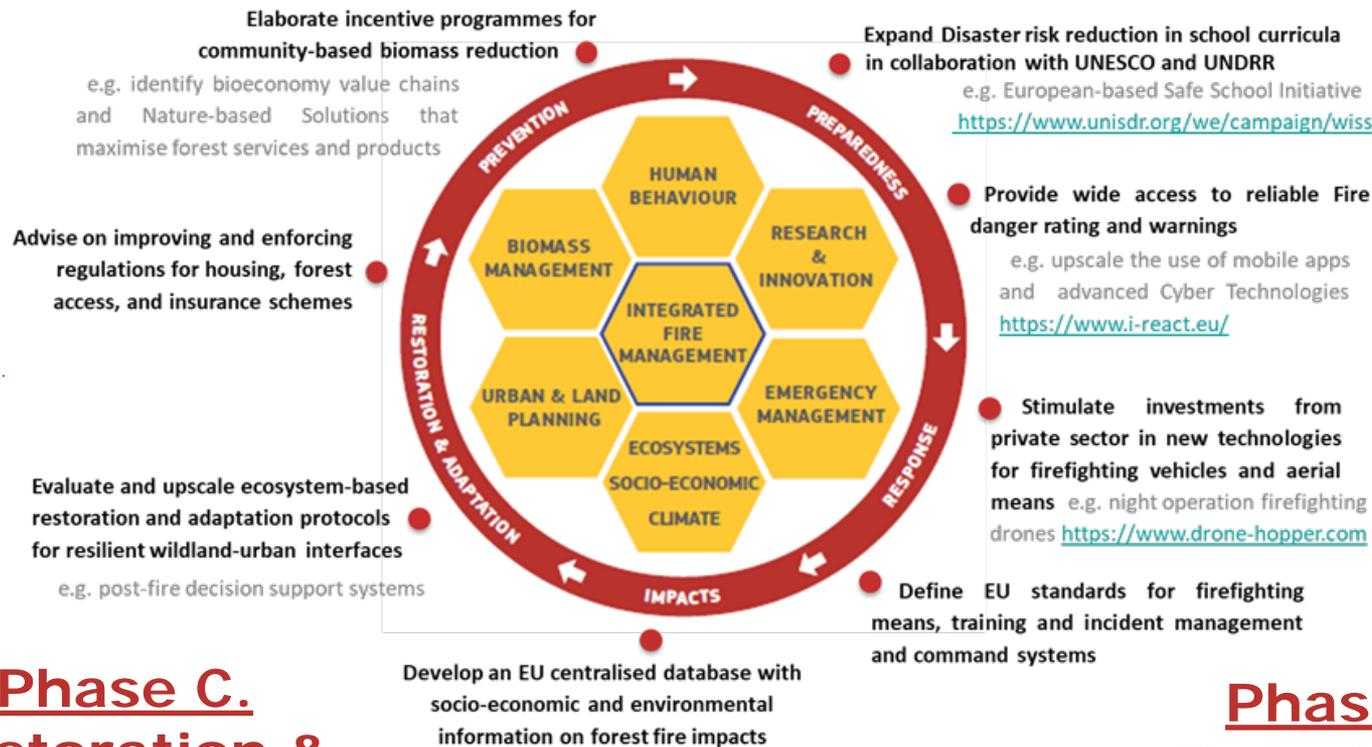 Elaborate incentive programmes for
community-based biomass reduction
e.g. identify bioeconomy value chains
and Nature-based Solutions that
maximise forest services and products
Expand Disaster risk reduction in school curricula
in collaboration with UNESCO and UNDRR
e.g. European-based Safe School Initiative
https://www.unisdr.org/we/campaign/wiss
Provide wide access to reliable Fire
danger rating and warnings
e.g. upscale the use of mobile apps
and advanced Cyber Technologies
https://www.i-react.eu/
Advise on improving and enforcing
regulations for housing, forest
access, and insurance schemes
PREVENTION
PREPAREDNESS
RESPONSE
IMPACTS
RESTORATION & ADAPTATION
HUMAN
BEHAVIOUR
BIOMASS
MANAGEMENT
RESEARCH
&
INNOVATION
INTEGRATED
FIRE
MANAGEMENT
URBAN & LAND
PLANNING
EMERGENCY
MANAGEMENT
ECOSYSTEMS
SOCIO-ECONOMIC
CLIMATE
Stimulate investments from
private sector in new technologies
for firefighting vehicles and aerial
means e.g. night operation firefighting
drones https://www.drone-hopper.com
Evaluate and upscale ecosystem-based
restoration and adaptation protocols
for resilient wildland-urban interfaces
e.g. post-fire decision support systems
Define EU standards for firefighting
means, training and incident management
and command systems
Develop an EU centralised database with
socio-economic and environmental
information on forest fire impacts
Phase C.
toration &
Phas